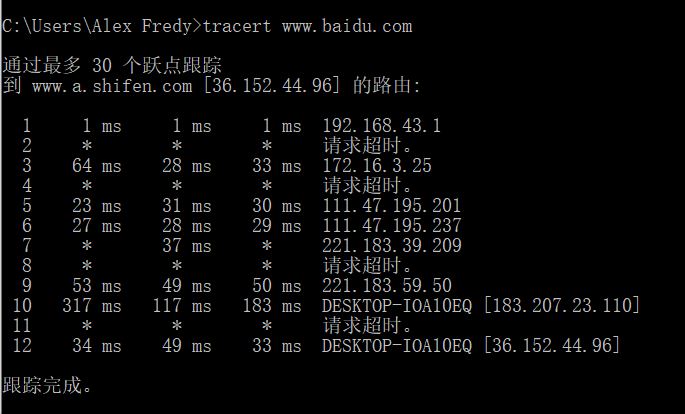 C:\Users\Alex Fredy>tracert www.baidu.com
通过最多 30 个跃点跟踪
到 www.a.shifen.com [36.152.44.96] 的路由:
1 1 ms 1 ms 1 ms 192.168.43.1
2 * * * 请求超时。
3 64 ms 28 ms 33 ms 172.16.3.25
4 * * * 请求超时。
5 23 ms 31 ms 30 ms 111.47.195.201
6 27 ms 28 ms 29 ms 111.47.195.237
7 * 37 ms * 221.183.39.209
8 * * * 请求超时。
9 53 ms 49 ms 50 ms 221.183.59.50
10 317 ms 117 ms 183 ms DESKTOP-IOA10EQ [183.207.23.110]
11 * * * 请求超时。
12 34 ms 49 ms 33 ms DESKTOP-IOA10EQ [36.152.44.96]
跟踪完成。